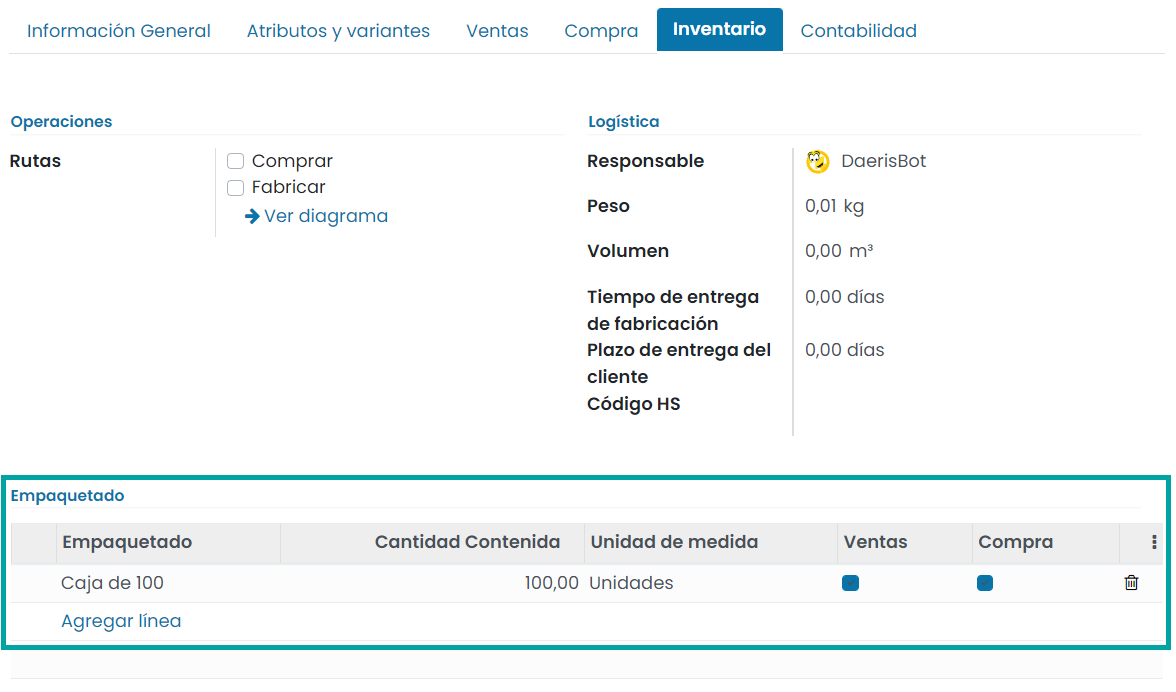 Información General Atributos y variantes Ventas Compra Inventario Contabilidad
Operaciones
Rutas
Comprar
Fabricar
Ver diagrama
Logística
Responsable DaerisBot
Peso 0,01 kg
Volumen 0,00 m³
Tiempo de entrega 0,00 días
de fabricación
Plazo de entrega del 0,00 días
cliente
Código HS
Empaquetado
Empaquetado Cantidad Contenida Unidad de medida Ventas Compra
Caja de 100 100,00 Unidades
Agregar línea